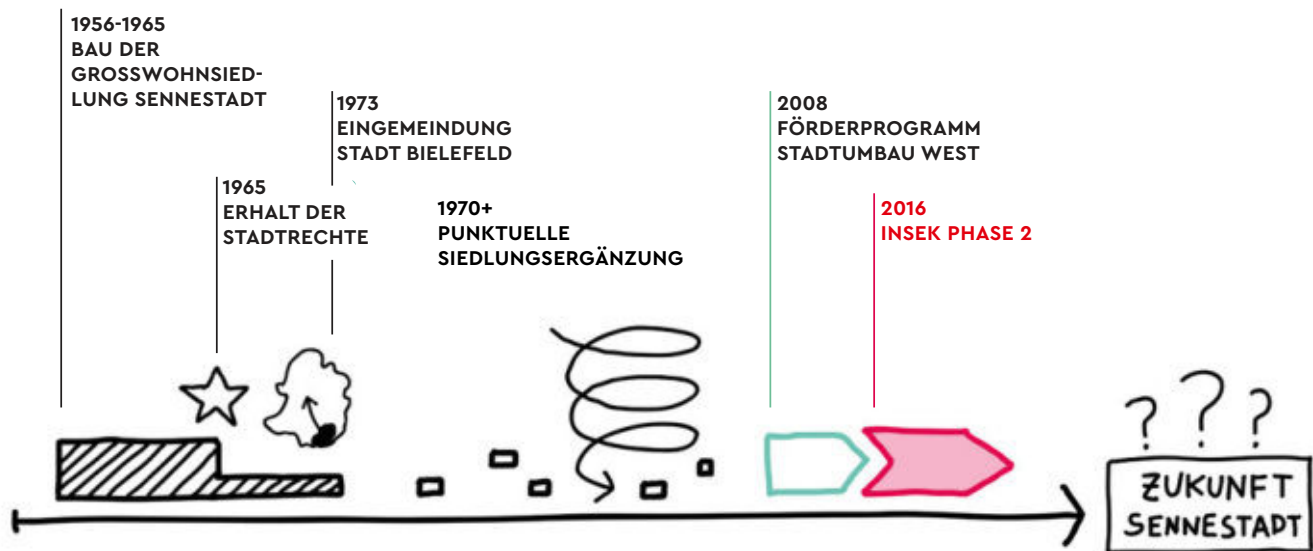 1956-1965
BAU DER
GROSSWOHNSIED-
LUNG SENNESTADT
1965
ERHALT DER
STADTRECHTE
1973
EINGEMEINDUNG
STADT BIELEFELD
1970+
PUNKTUELLE
SIEDLUNGSERGÄNZUNG
2008
FÖRDERPROGRAMM
STADTUMBAU WEST
2016
INSEK PHASE 2
? ? ?
ZUKUNFT
SENNESTADT